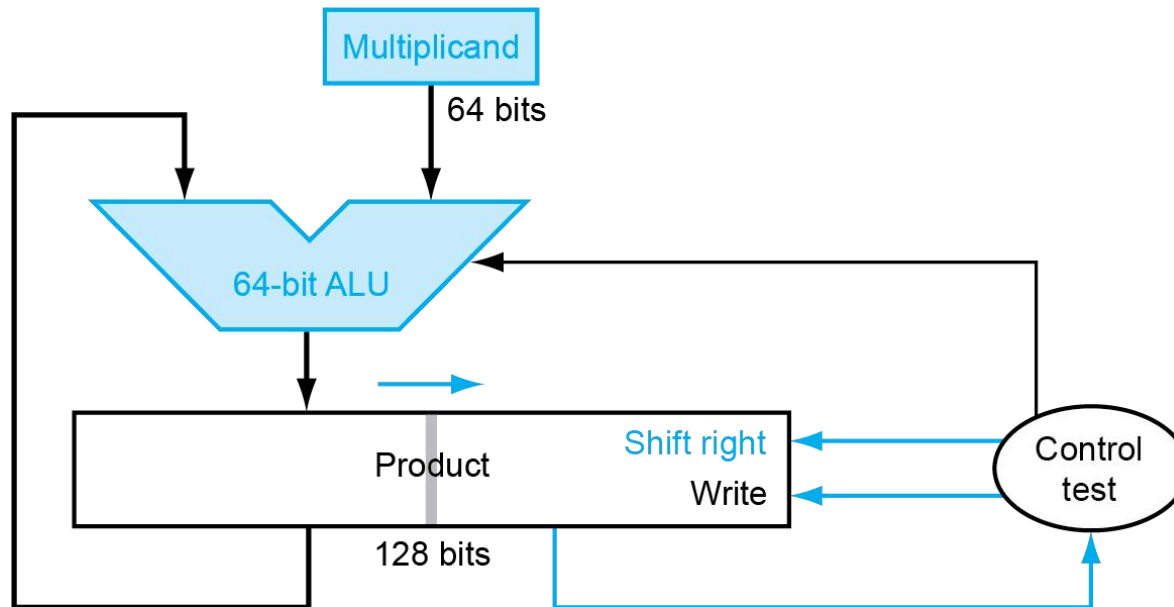 Multiplicand
64 bits
64-bit ALU
Product
Shift right
Write
128 bits
Control
test